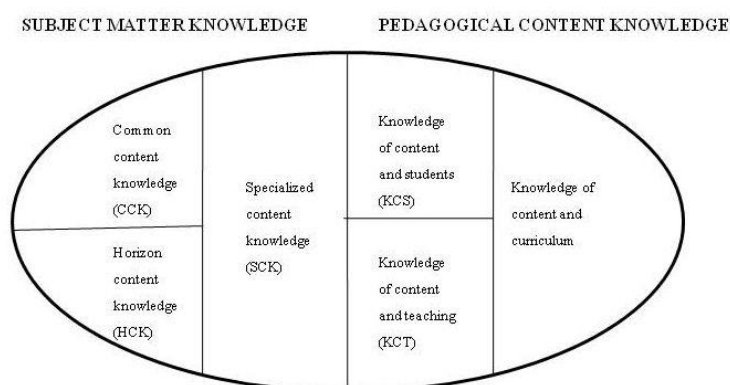 SUBJECT MATTER KNOWLEDGE
PEDAGOGICAL CONTENT KNOWLEDGE
Common
content
knowledge
(CCK)
Horizon
content
knowledge
(HCK)
Specialized
content
knowledge
(SCK)
Knowledge
of content
and students
(KCS)
Knowledge
of content
and teaching
(KCT)
Knowledge of
content and
curriculum